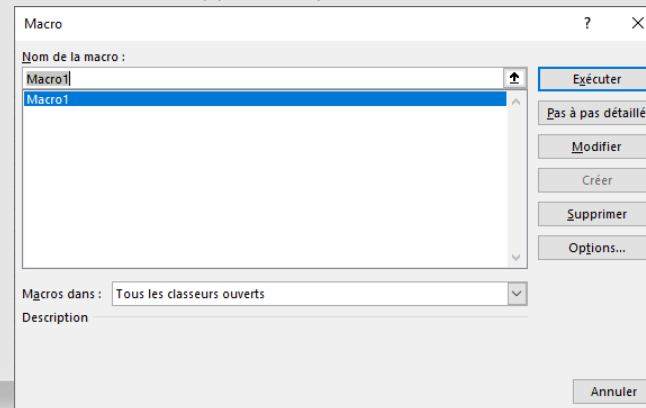 Macro
?
Nom de la macro :
Macro1
Macro1
Exécuter
Pas à pas détaillé
Modifier
Créer
Supprimer
Options...
Macros dans : Tous les classeurs ouverts
Description
Annuler